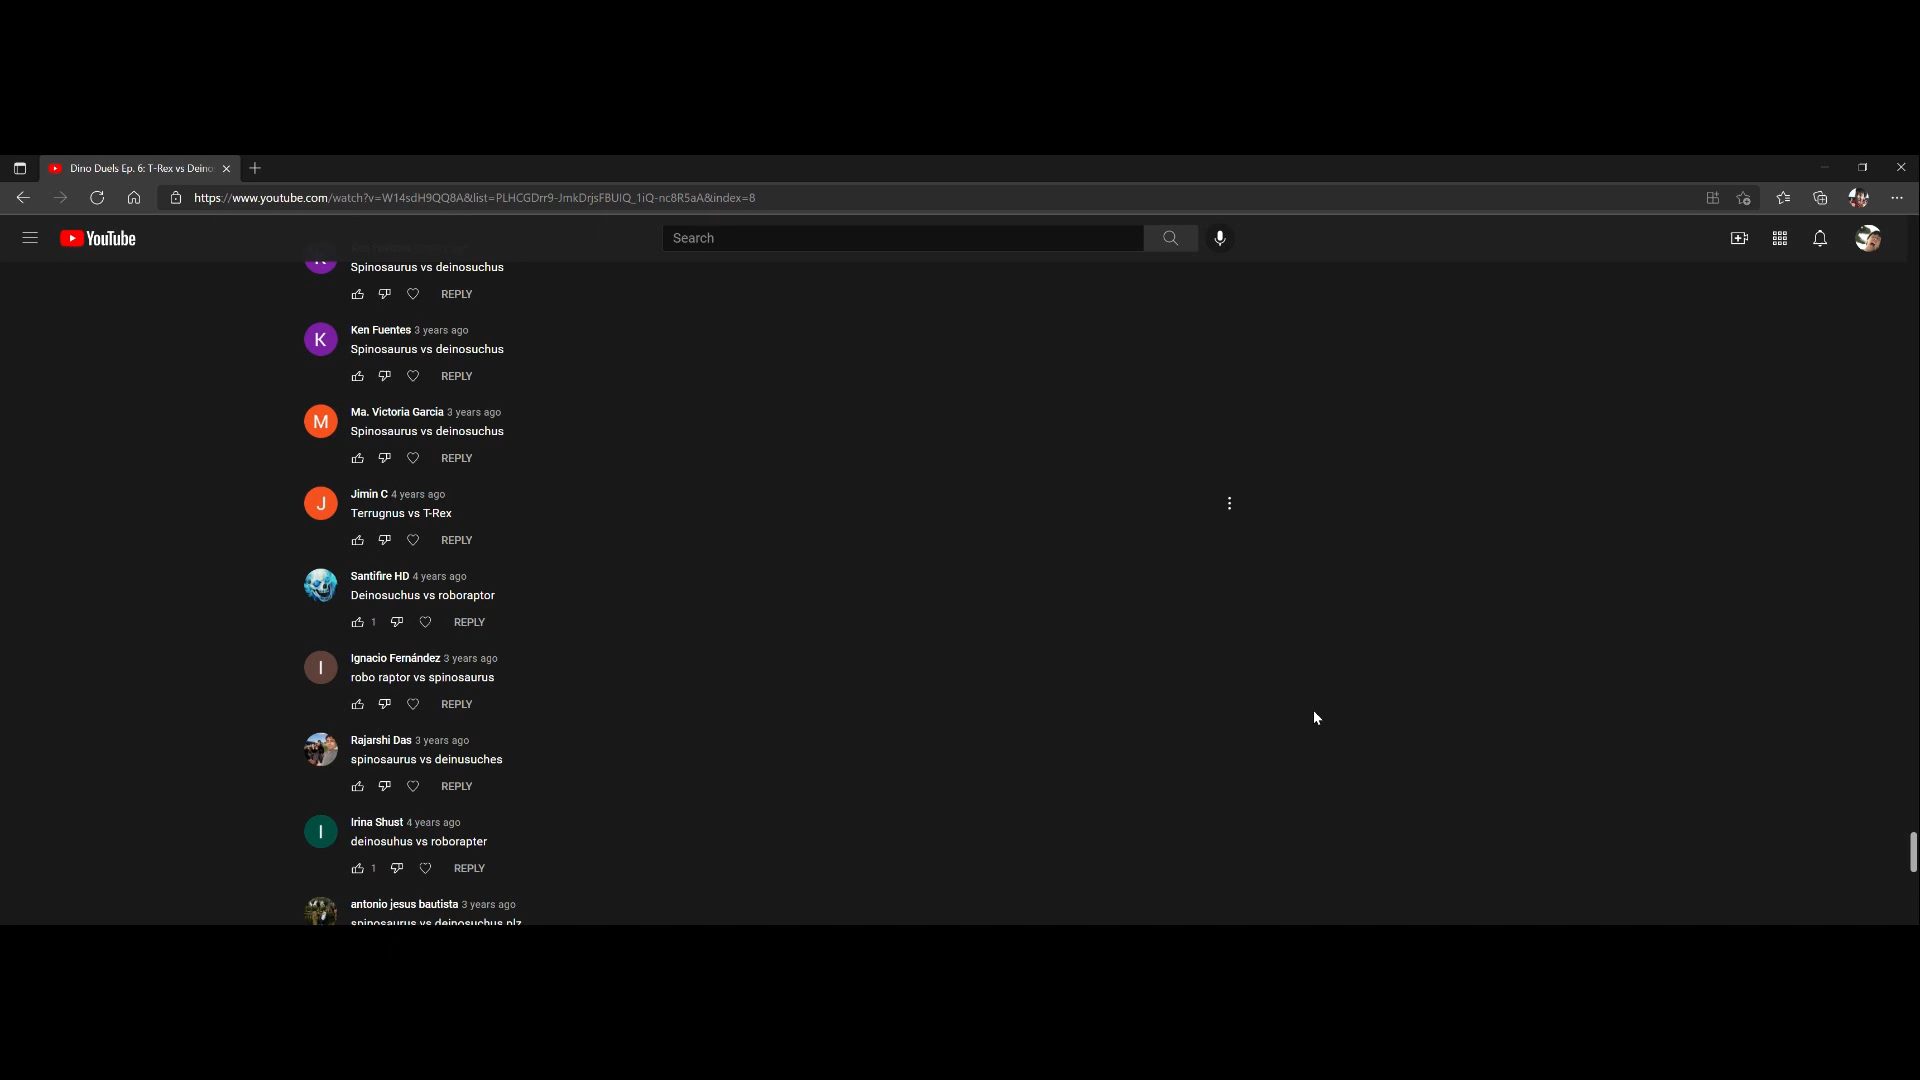 Dino Duels Ep. 6: T-Rex vs Deino
https://www.youtube.com/watch?v=W14sdH9QQ8A&list=PLHCGDrr9-JmkDrjsFBUIQ_1iQ-nc8R5aA&index=8
YouTube
Search
Spinosaurus vs deinosuchus
REPLY
K
Ken Fuentes 3 years ago
Spinosaurus vs deinosuchus
REPLY
M
Ma. Victoria Garcia 3 years ago
Spinosaurus vs deinosuchus
REPLY
J
Jimin C 4 years ago
Terrugnus vs T-Rex
REPLY
Santifire HD 4 years ago
Deinosuchus vs roboraptor
1 REPLY
I
Ignacio Fernández 3 years ago
robo raptor vs spinosaurus
REPLY
Rajarshi Das 3 years ago
spinosaurus vs deinusuches
REPLY
I
Irina Shust 4 years ago
deinosuhus vs roborapter
1 REPLY
antonio jesus bautista 3 years ago
spinosaurus vs deinosuchus plz